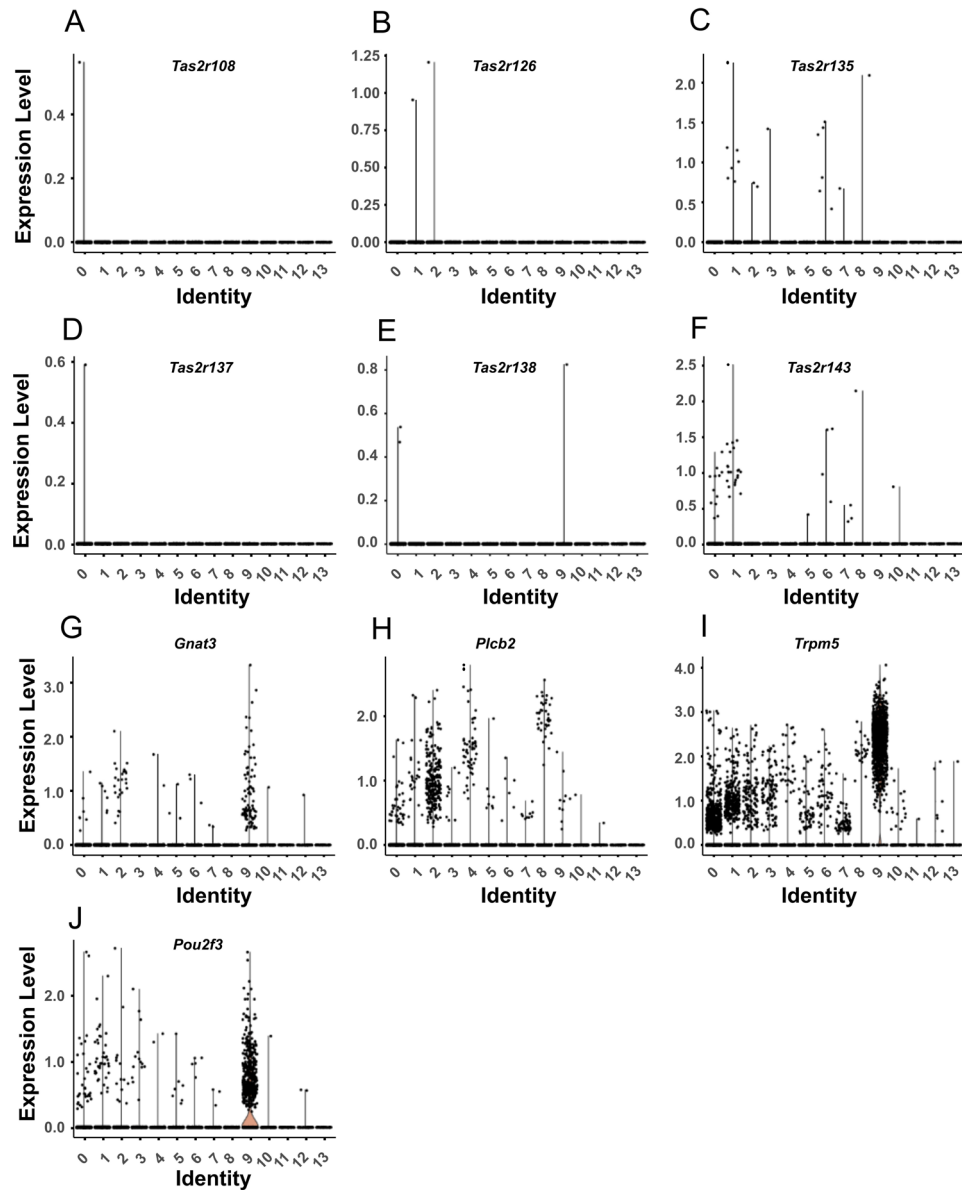 A
Tas2r108
Expression Level
0.4
0.2
0.0
0 1 2 3 4 5 6 7 8 9 10 11 12 13
Identity
B
Tas2r126
1.25
1.00
0.75
0.50
0.25
0.00
0 1 2 3 4 5 6 7 8 9 10 11 12 13
Identity
C
Tas2r135
2.0
1.5
1.0
0.5
0.0
0 1 2 3 4 5 6 7 8 9 10 11 12 13
Identity
D
Tas2r137
Expression Level
0.6
0.4
0.2
0.0
0 1 2 3 4 5 6 7 8 9 10 11 12 13
Identity
E
Tas2r138
0.8
0.6
0.4
0.2
0.0
0 1 2 3 4 5 6 7 8 9 10 11 12 13
Identity
F
Tas2r143
2.5
2.0
1.5
1.0
0.5
0.0
0 1 2 3 4 5 6 7 8 9 10 11 12 13
Identity
G
Gnat3
Expression Level
3.0
2.0
1.0
0.0
0 1 2 3 4 5 6 7 8 9 10 11 12 13
Identity
H
Plcb2
2.0
1.0
0.0
0 1 2 3 4 5 6 7 8 9 10 11 12 13
Identity
I
Trpm5
4.0
3.0
2.0
1.0
0.0
0 1 2 3 4 5 6 7 8 9 10 11 12 13
Identity
J
Pou2f3
Expression Level
2.0
1.0
0.0
0 1 2 3 4 5 6 7 8 9 10 11 12 13
Identity